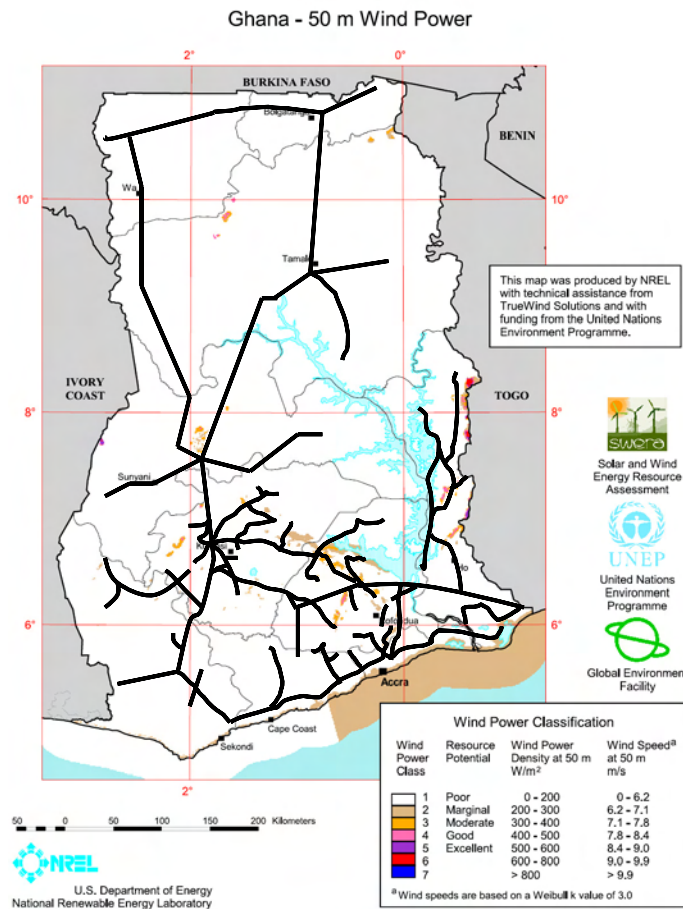 Ghana - 50 m Wind Power
2° 0°
BURKINA FASO
Bolgatanga
BENIN
Wa
10° 10°
Tamale
This map was produced by NREL
with technical assistance from
TrueWind Solutions and with
funding from the United Nations
Environment Programme.
IVORY
COAST
TOGO
8° 8°
swera
Solar and Wind
Energy Resource
Assessment
Sunyani
UNEP
United Nations
Environment
Programme
6° 6°
Global Environment
Facility
Accra
Cape Coast
Sekondi
2°
Wind Power Classification
Wind Resource Wind Power Wind Speedᵃ
Power Potential Density at 50 m at 50 m
Class W/m² m/s
1 Poor 0 - 200 0 - 6.2
2 Marginal 200 - 300 6.2 - 7.1
3 Moderate 300 - 400 7.1 - 7.8
4 Good 400 - 500 7.8 - 8.4
5 Excellent 500 - 600 8.4 - 9.0
6 600 - 800 9.0 - 9.9
7 > 800 > 9.9
ᵃ Wind speeds are based on a Weibull k value of 3.0
50 0 50 100 150 200 Kilometers
NREL
U.S. Department of Energy
National Renewable Energy Laboratory